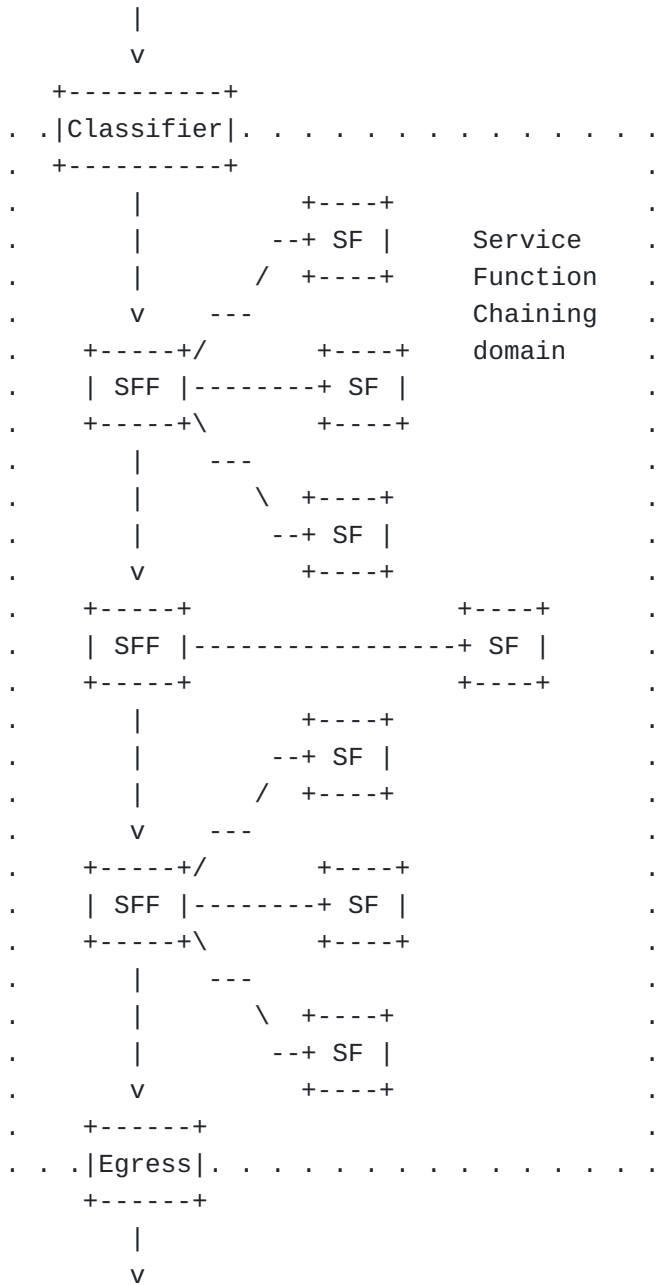 |
v
+----------+
. .|Classifier|. . . . . . . . . . . . . .
. +----------+ .
. | +----+ .
. | --+ SF | Service .
. | / +----+ Function .
. v --- Chaining .
. +-----+/ +----+ domain .
. | SFF |--------+ SF | .
. +-----+\ +----+ .
. | --- .
. | \ +----+ .
. | --+ SF | .
. v +----+ .
. +-----+ +----+ .
. | SFF |-----------------+ SF | .
. +-----+ +----+ .
. | +----+ .
. | --+ SF | .
. | / +----+ .
. v --- .
. +-----+/ +----+ .
. | SFF |--------+ SF | .
. +-----+\ +----+ .
. | --- .
. | \ +----+ .
. | --+ SF | .
. v +----+ .
. +------+ .
. . .|Egress|. . . . . . . . . . . . . . .
+------+
|
v